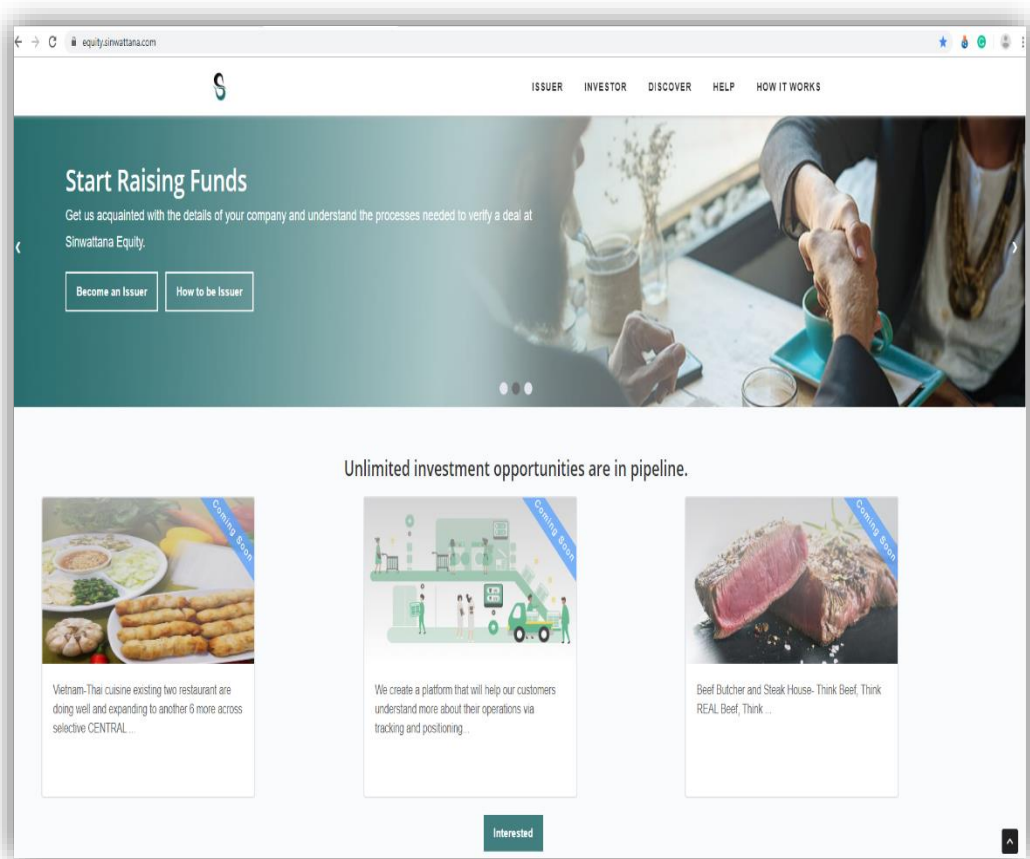 equity.sinwattana.com
S
ISSUER INVESTOR DISCOVER HELP HOW IT WORKS
Start Raising Funds
Get us acquainted with the details of your company and understand the processes needed to verify a deal at
Sinwattana Equity.
Become an Issuer How to be Issuer
Unlimited investment opportunities are in pipeline.
Coming Soon
Coming Soon
Coming Soon
Vietnam-Thai cuisine existing two restaurant are
doing well and expanding to another 6 more across
selective CENTRAL ...
We create a platform that will help our customers
understand more about their operations via
tracking and positioning...
Beef Butcher and Steak House- Think Beef, Think
REAL Beef, Think ...
Interested